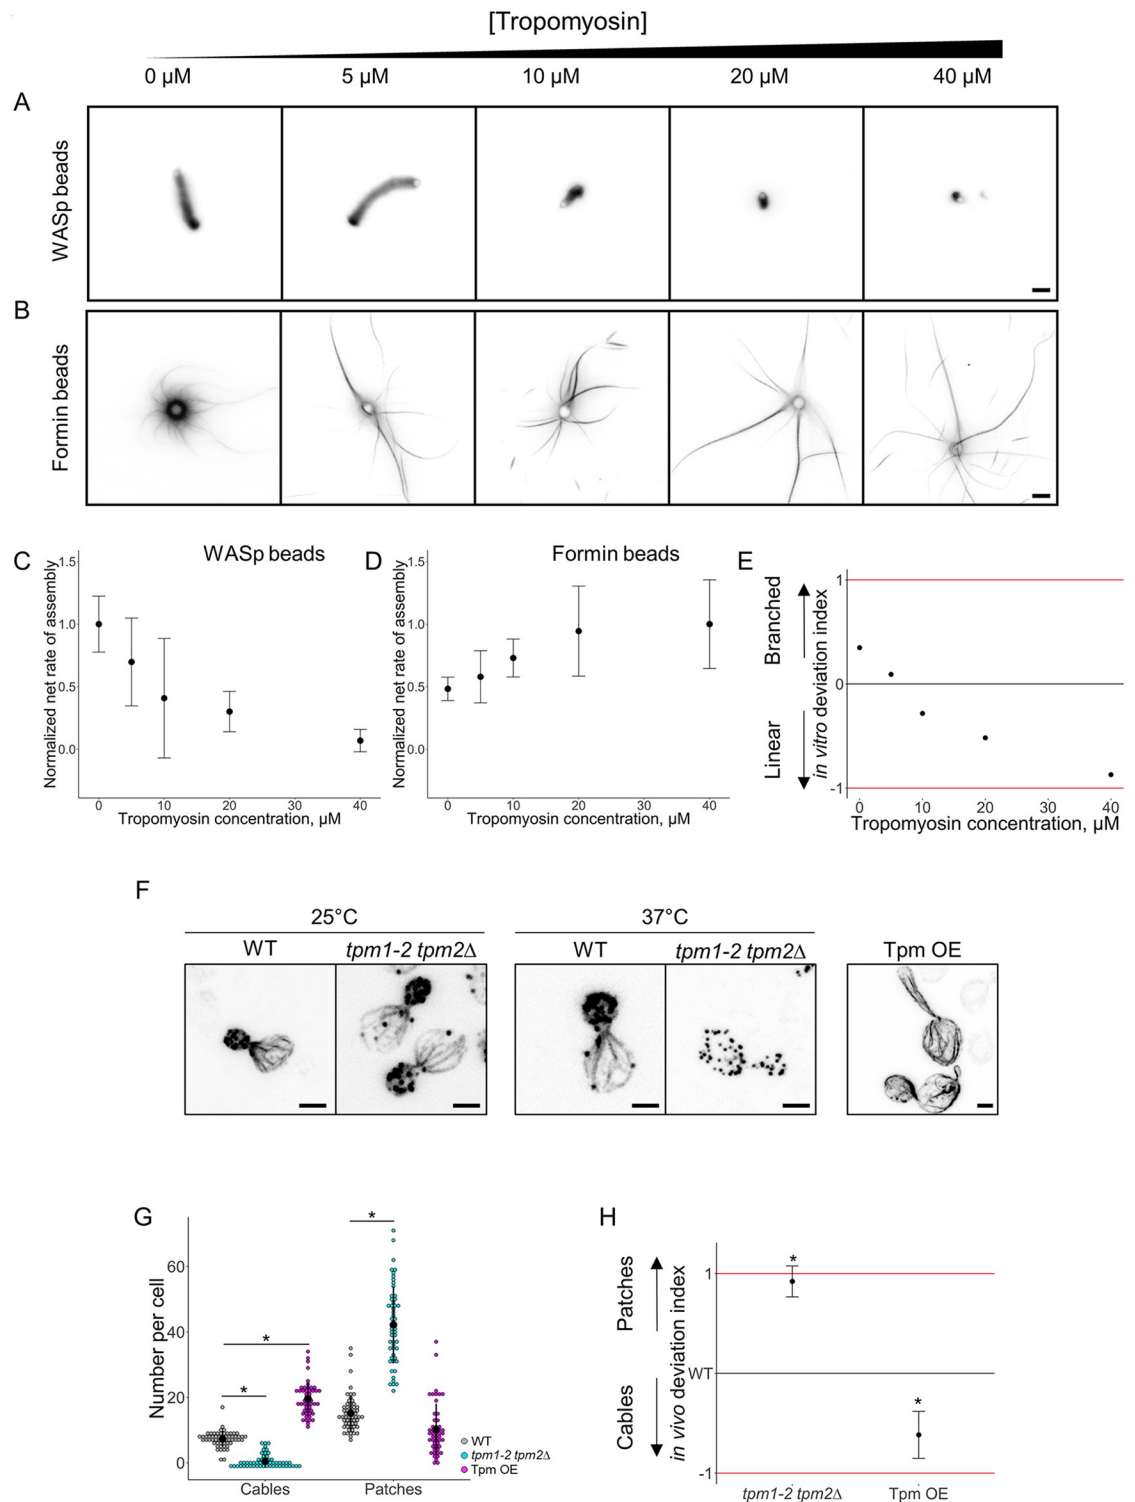 [Tropomyosin]
0 µM 5 µM 10 µM 20 µM 40 µM
A
WASp beads
B
Formin beads
C
WASp beads
Normalized net rate of assembly
1.5
1.0
0.5
0.0
0 10 20 30 40
Tropomyosin concentration, µM
D
Formin beads
Normalized net rate of assembly
1.5
1.0
0.5
0.0
0 10 20 30 40
Tropomyosin concentration, µM
E
Branched
Linear
in vitro deviation index
1
0
-1
0 10 20 30 40
Tropomyosin concentration, µM
F
25°C 37°C
WT tpm1-2 tpm2Δ WT tpm1-2 tpm2Δ Tpm OE
G
Number per cell
60
40
20
0
* * *
WT
tpm1-2 tpm2Δ
Tpm OE
Cables Patches
H
Patches
Cables
in vivo deviation index
1
WT
-1
* *
tpm1-2 tpm2Δ Tpm OE